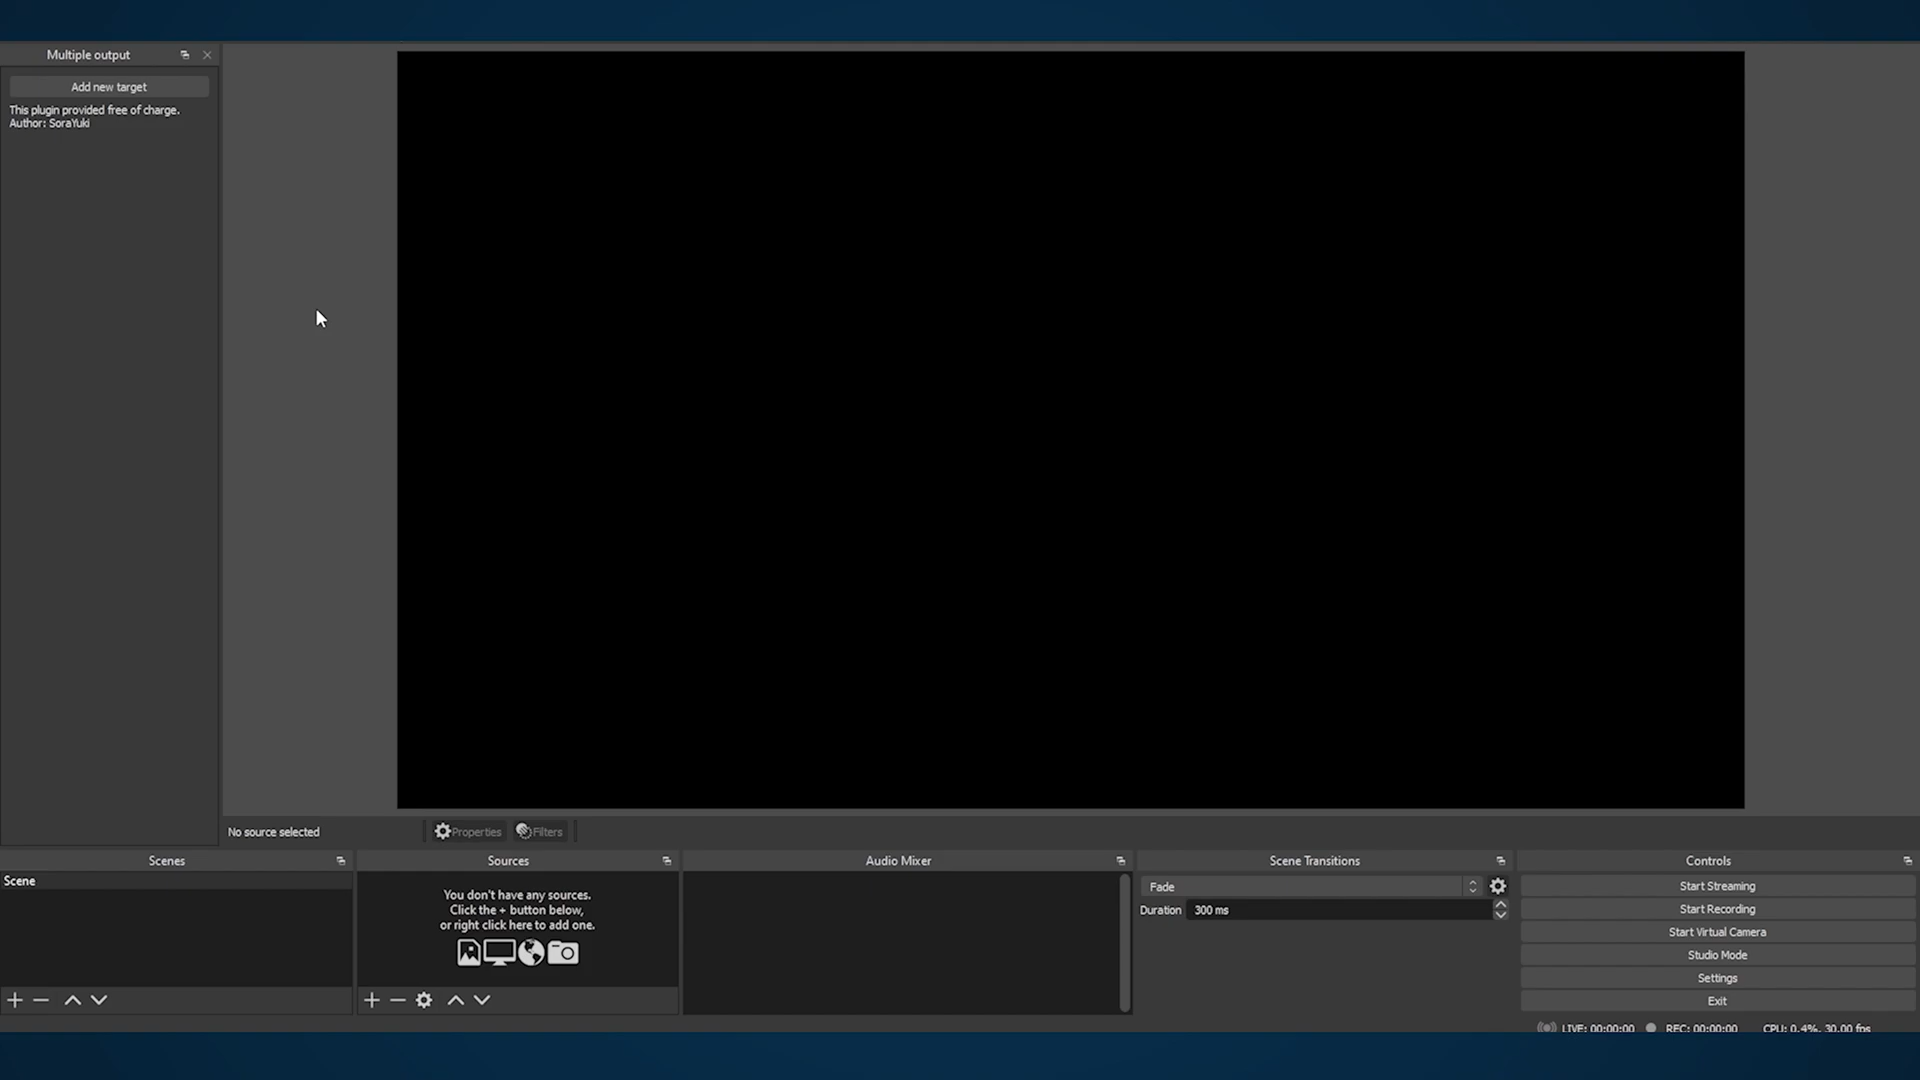 Multiple output
Add new target
This plugin provided free of charge.
Author: SoraYuki
No source selected
Properties
Filters
Scenes
Scene
Sources
You don't have any sources.
Click the + button below,
or right click here to add one.
Audio Mixer
Scene Transitions
Fade
Duration 300 ms
Controls
Start Streaming
Start Recording
Start Virtual Camera
Studio Mode
Settings
Exit
LIVE: 00:00:00 REC: 00:00:00 CPU: 0.4%, 30.00 fps